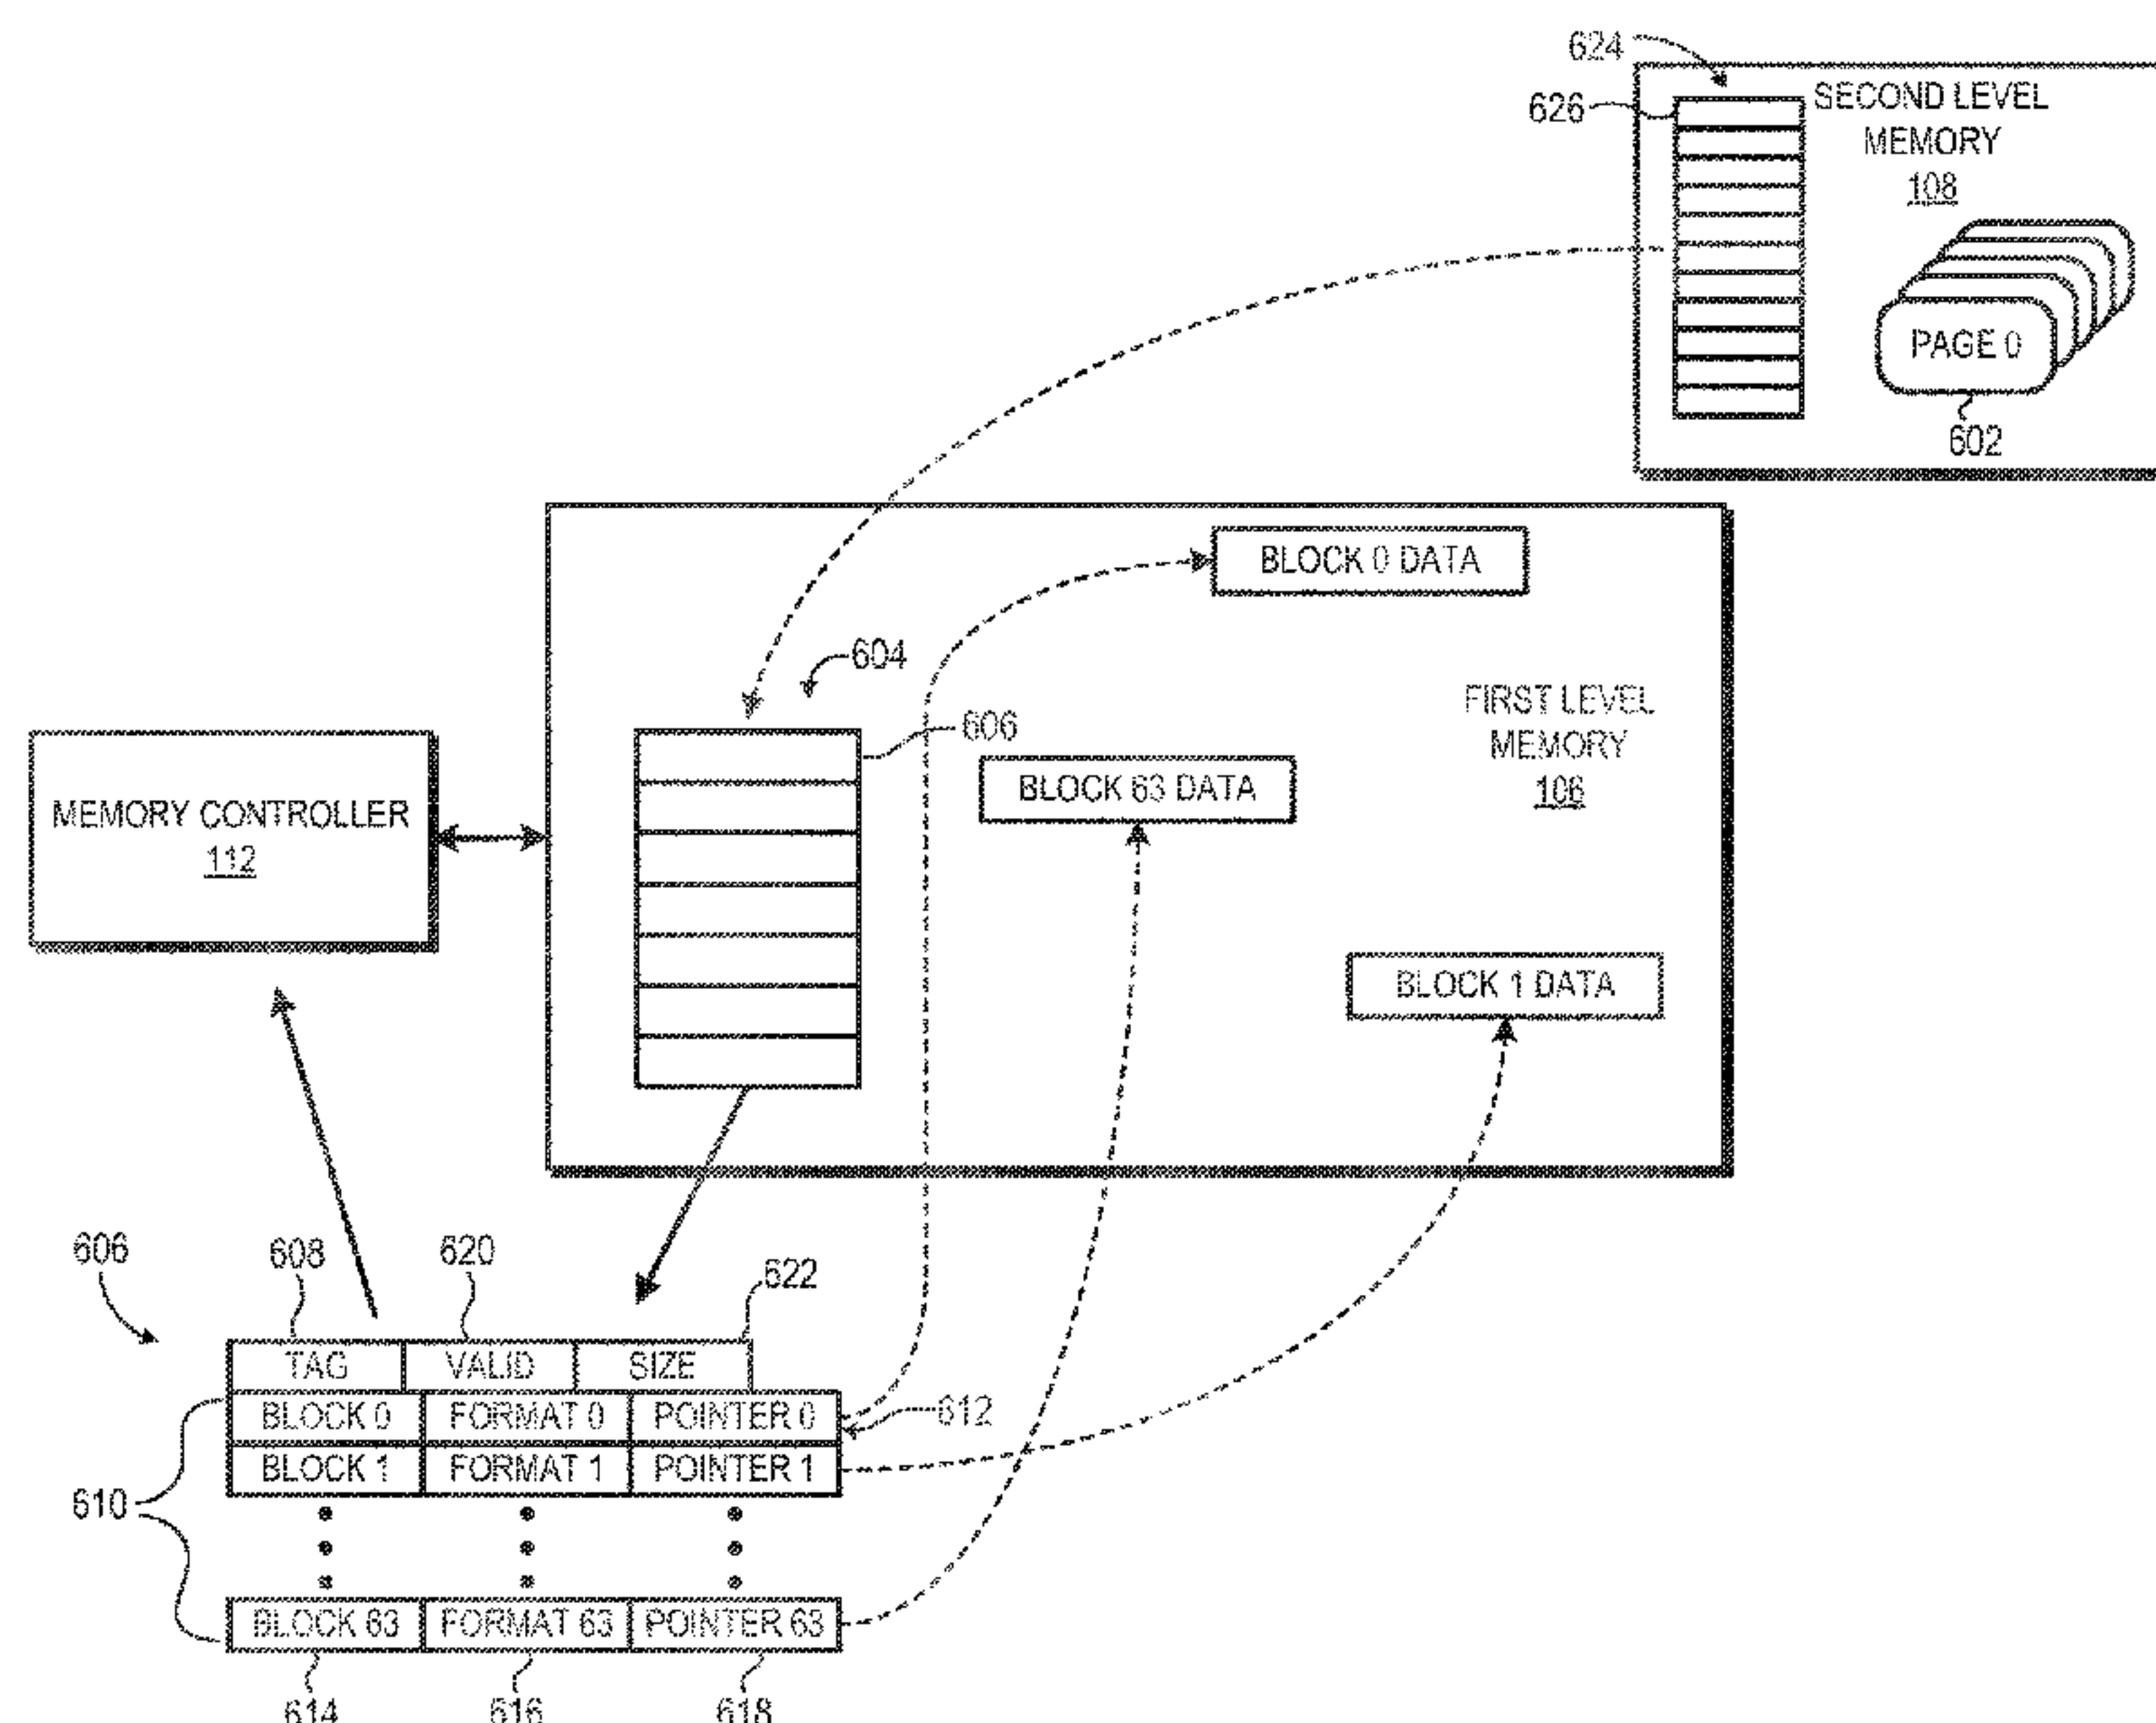 624
626
SECOND LEVEL
MEMORY
108
PAGE 0
602
BLOCK 0 DATA
604
606
FIRST LEVEL
MEMORY
106
BLOCK 63 DATA
MEMORY CONTROLLER
112
BLOCK 1 DATA
606
608
620
622
TAG VALID SIZE
BLOCK 0 FORMAT 0 POINTER 0
612
BLOCK 1 FORMAT 1 POINTER 1
610
BLOCK 63 FORMAT 63 POINTER 63
614 616 618